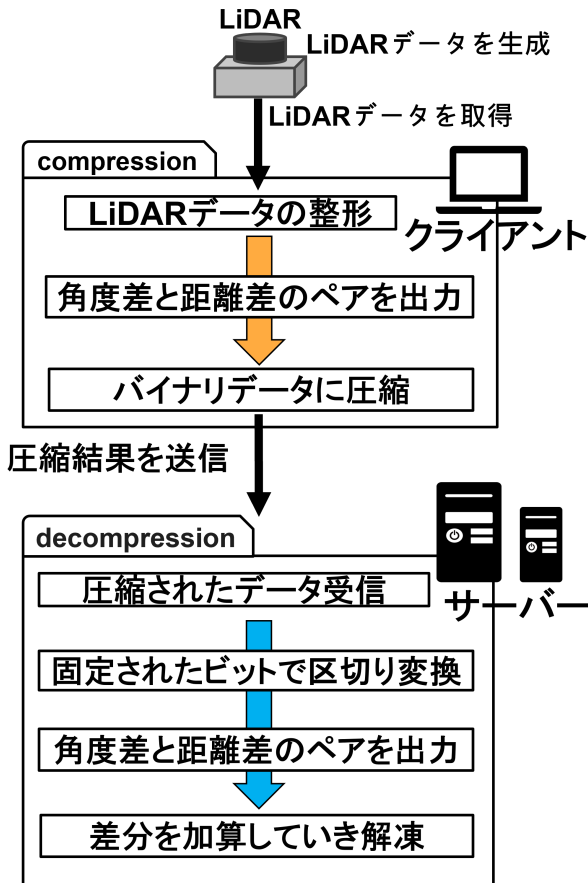 LiDAR
LiDARデータを生成
LiDARデータを取得
compression
LiDARデータの整形
クライアント
角度差と距離差のペアを出力
バイナリデータに圧縮
圧縮結果を送信
decompression
圧縮されたデータ受信
サーバー
固定されたビットで区切り変換
角度差と距離差のペアを出力
差分を加算していき解凍